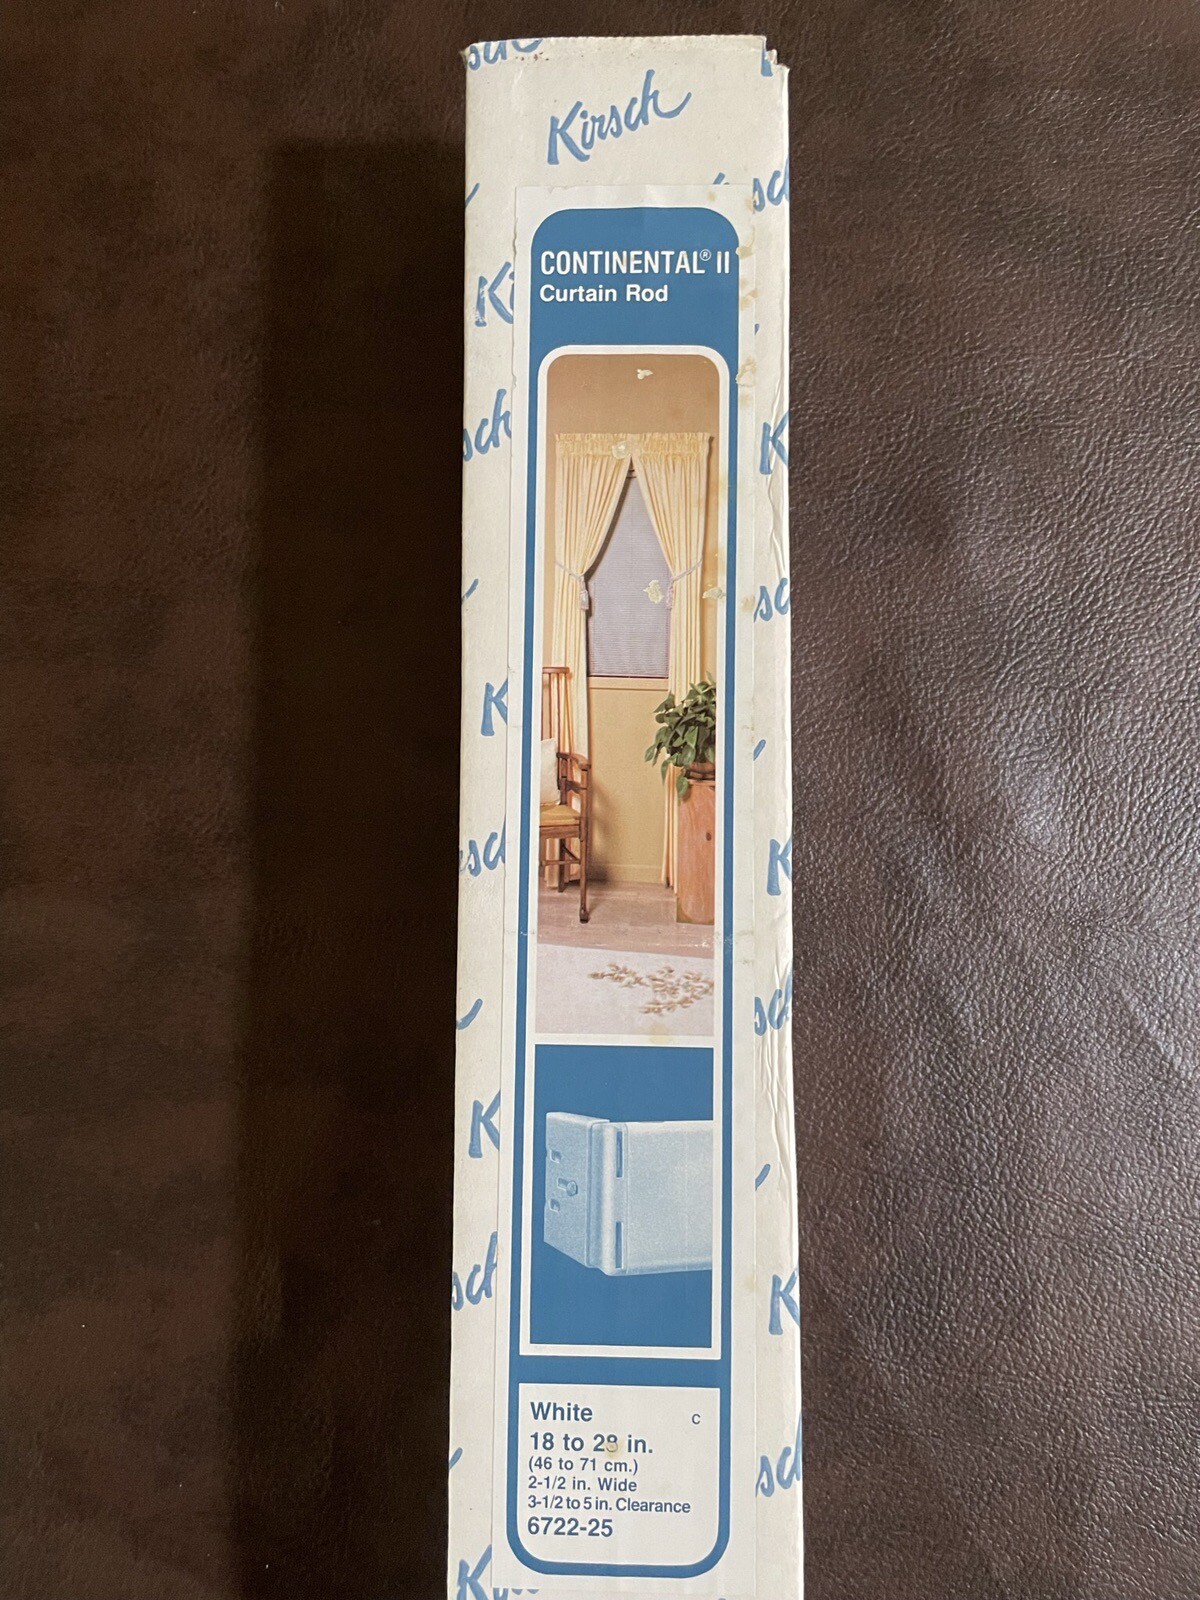 Kirsch
CONTINENTAL® II
Curtain Rod
White
C
18 to 28 in.
(46 to 71 cm.)
2-1/2 in. Wide
3-1/2 to 5 in. Clearance
6722-25